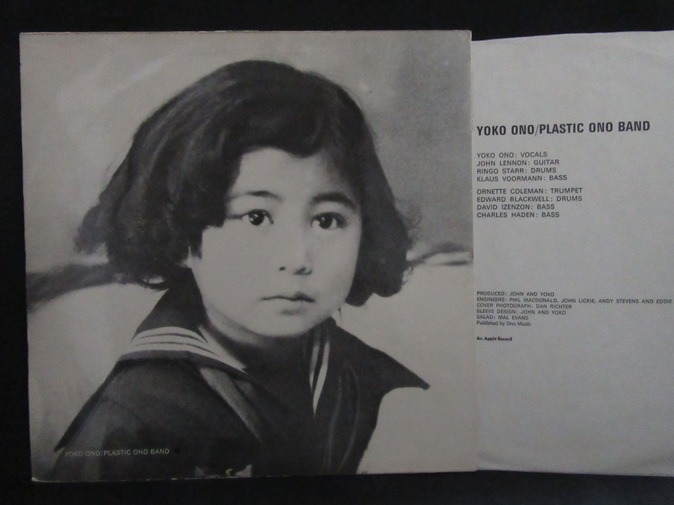 YOKO ONO/PLASTIC ONO BAND
YOKO ONO/PLASTIC ONO BAND
YOKO ONO: VOCALS
JOHN LENNON: GUITAR
RINGO STARR: DRUMS
KLAUS VOORMANN: BASS
ORNETTE COLEMAN: TRUMPET
EDWARD BLACKWELL: DRUMS
DAVID IZENZON: BASS
CHARLES HADEN: BASS
PRODUCED: JOHN AND YOKO
ENGINEERS: PHIL MACDONALD, JOHN LICKIE, ANDY STEVENS AND EDDIE
COVER PHOTOGRAPH: DAN RICHTER
SLEEVE DESIGN: JOHN AND YOKO
SALAD: MAL EVANS
Published by Ono Music
An Apple Record